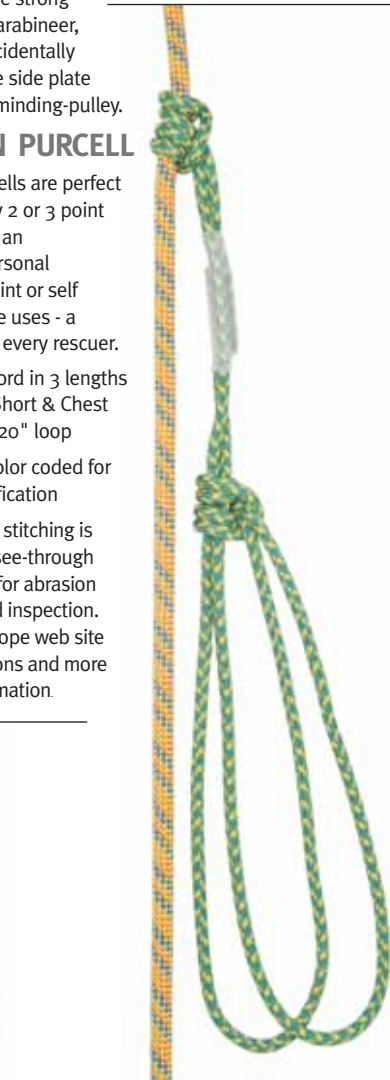 e strong
arabineer,
cidentally
e side plate
minding-pulley.
N PURCELL
ells are perfect
y 2 or 3 point
an
rsonal
int or self
e uses - a
every rescuer.
ord in 3 lengths
Short & Chest
20" loop
olor coded for
fication
stitching is
see-through
for abrasion
d inspection.
ope web site
ons and more
mation.